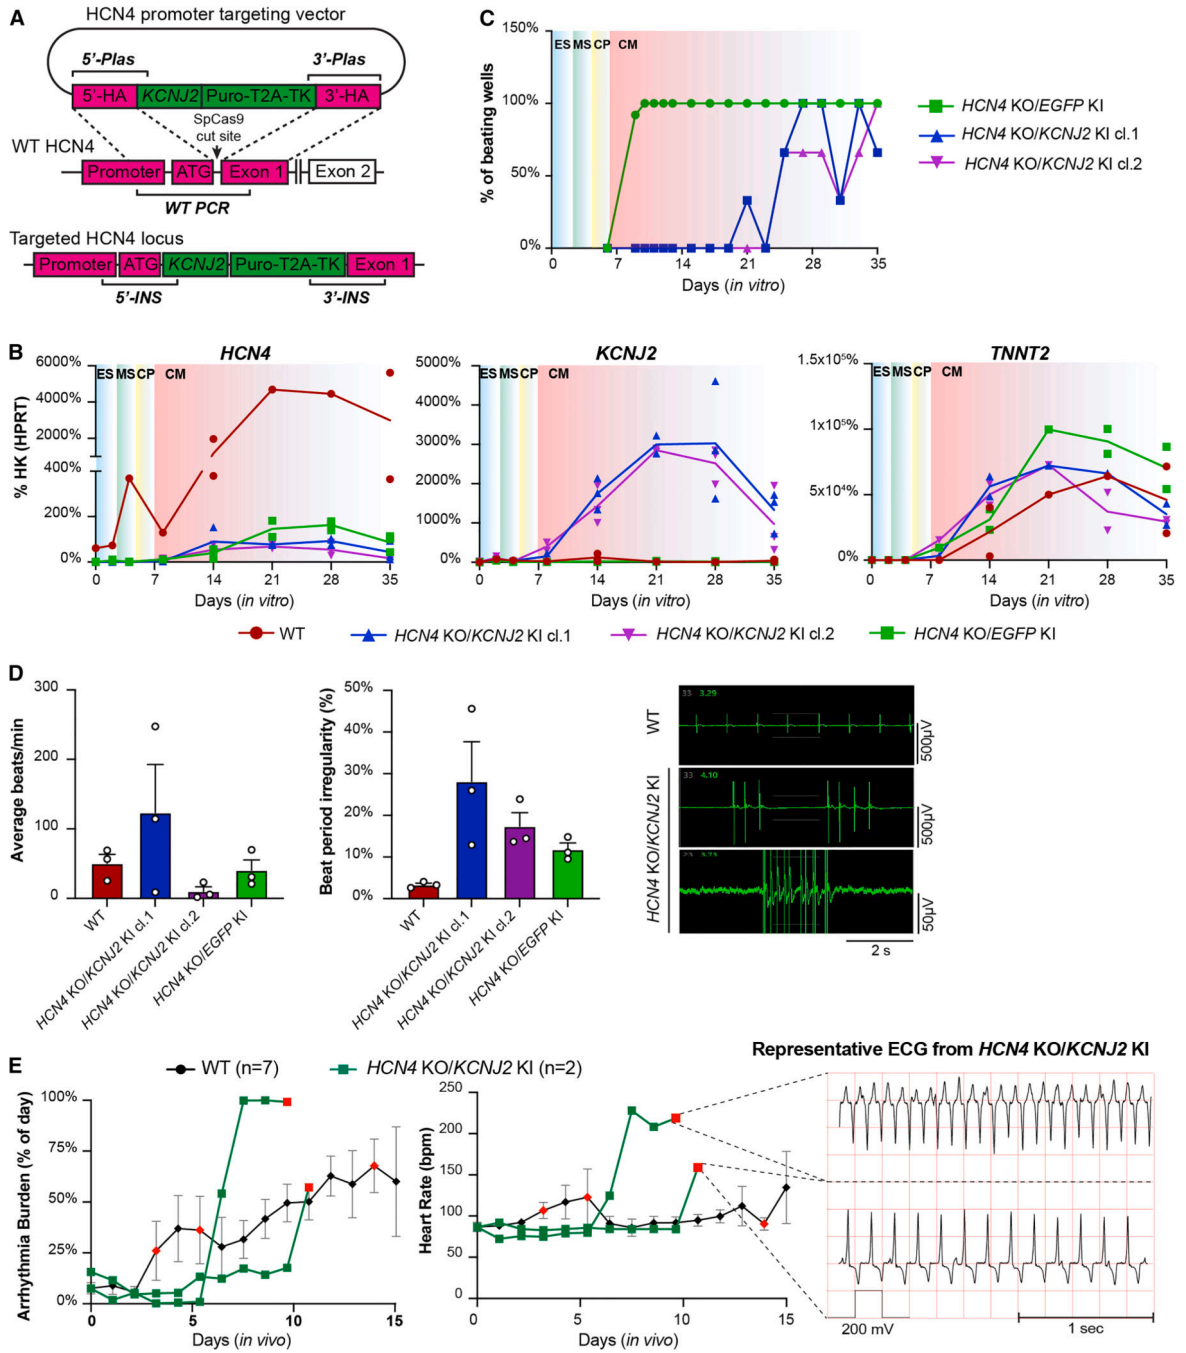 A
HCN4 promoter targeting vector
5'-Plas
3'-Plas
5'-HA
KCNJ2
Puro-T2A-TK
3'-HA
SpCas9
cut site
WT HCN4
Promoter
ATG
Exon 1
Exon 2
WT PCR
Targeted HCN4 locus
Promoter
ATG
KCNJ2
Puro-T2A-TK
Exon 1
5'-INS
3'-INS
C
% of beating wells
150%
100%
50%
0%
ES MS CP CM
0 7 14 21 28 35
Days (in vitro)
HCN4 KO/EGFP KI
HCN4 KO/KCNJ2 KI cl.1
HCN4 KO/KCNJ2 KI cl.2
B
HCN4
% HK (HPRT)
6000%
4000%
2000%
400%
200%
0%
ES MS CP CM
0 7 14 21 28 35
Days (in vitro)
KCNJ2
5000%
4000%
3000%
2000%
1000%
0%
ES MS CP CM
0 7 14 21 28 35
Days (in vitro)
TNNT2
1.5x10⁵%
1x10⁵%
5x10⁴%
0%
ES MS CP CM
0 7 14 21 28 35
Days (in vitro)
WT
HCN4 KO/KCNJ2 KI cl.1
HCN4 KO/KCNJ2 KI cl.2
HCN4 KO/EGFP KI
D
Average beats/min
300
200
100
0
WT
HCN4 KO/KCNJ2 KI cl.1
HCN4 KO/KCNJ2 KI cl.2
HCN4 KO/EGFP KI
Beat period irregularity (%)
50%
40%
30%
20%
10%
0%
WT
HCN4 KO/KCNJ2 KI cl.1
HCN4 KO/KCNJ2 KI cl.2
HCN4 KO/EGFP KI
WT
33 3.29
500µV
HCN4 KO/KCNJ2 KI
33 4.10
500µV
3.73
50µV
2 s
E
WT (n=7)
HCN4 KO/KCNJ2 KI (n=2)
Arrhythmia Burden (% of day)
100%
75%
50%
25%
0%
0 5 10 15
Days (in vivo)
Heart Rate (bpm)
250
200
150
100
50
0
0 5 10 15
Days (in vivo)
Representative ECG from HCN4 KO/KCNJ2 KI
200 mV
1 sec